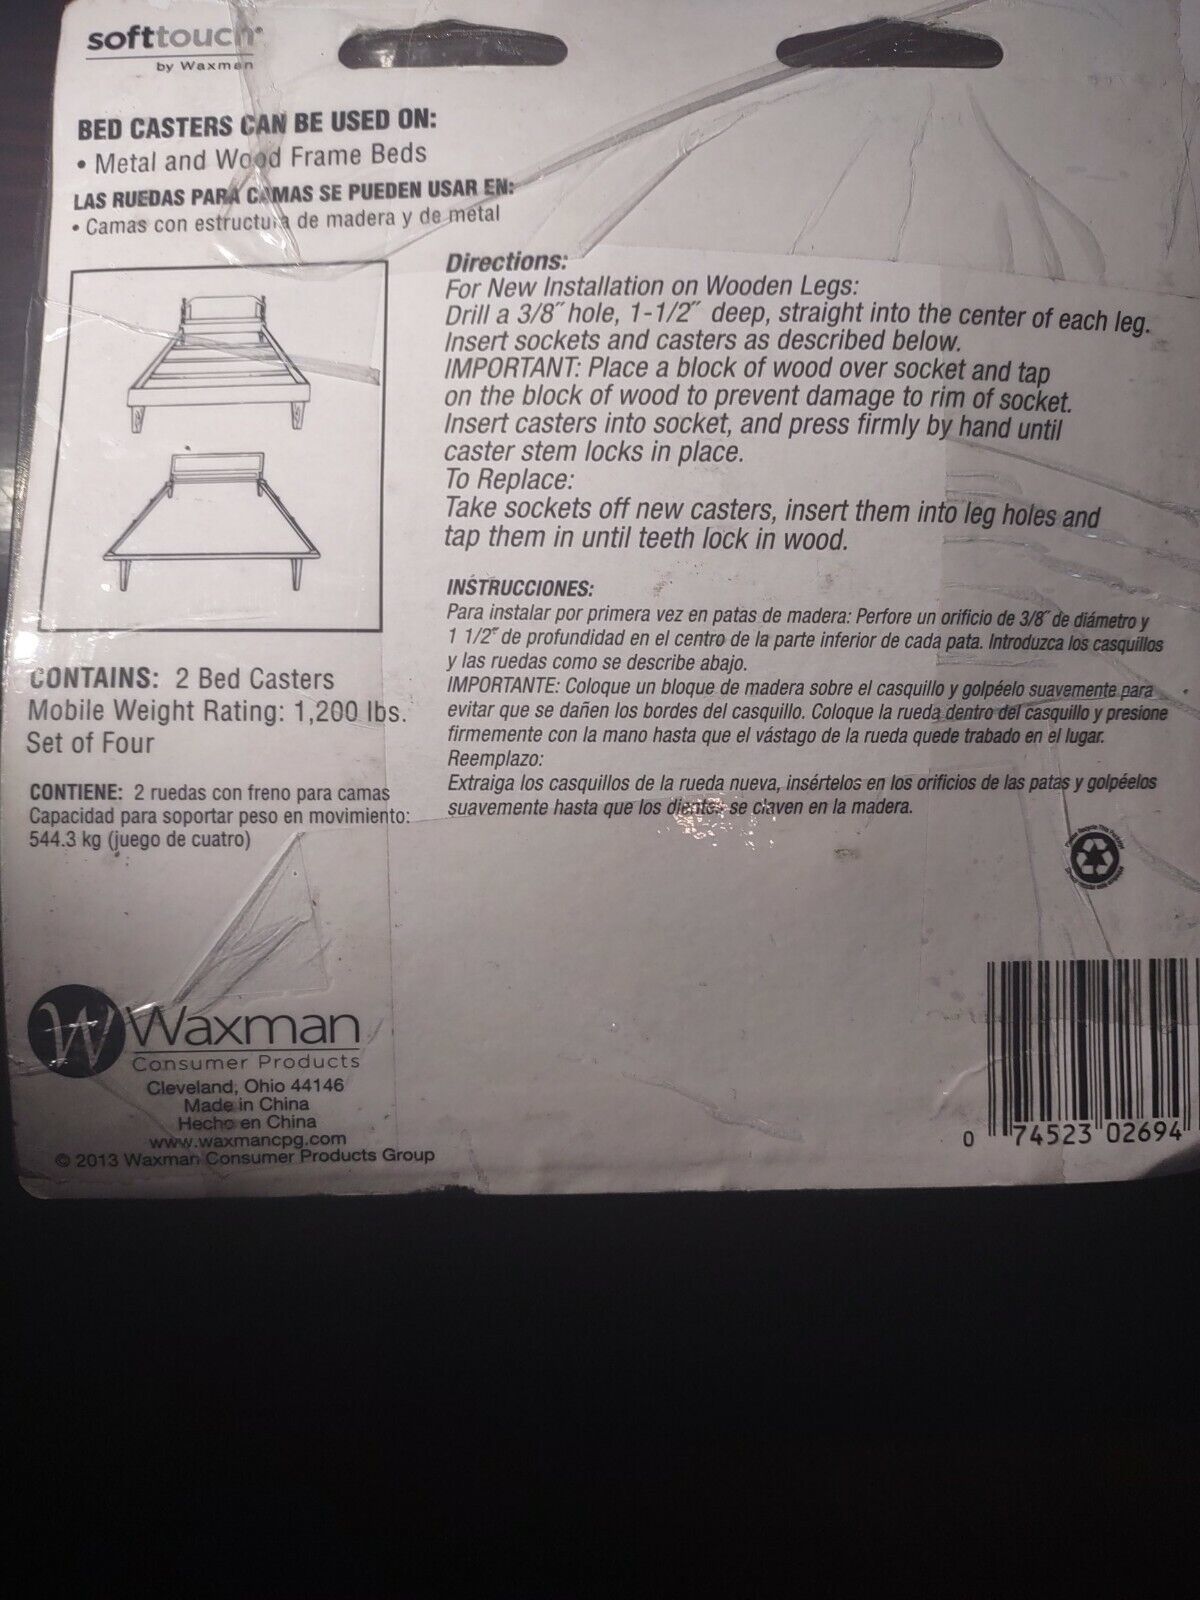 softtouch®
by Waxman
BED CASTERS CAN BE USED ON:
• Metal and Wood Frame Beds
LAS RUEDAS PARA CAMAS SE PUEDEN USAR EN:
• Camas con estructura de madera y de metal
Directions:
For New Installation on Wooden Legs:
Drill a 3/8″ hole, 1-1/2″ deep, straight into the center of each leg.
Insert sockets and casters as described below.
IMPORTANT: Place a block of wood over socket and tap
on the block of wood to prevent damage to rim of socket.
Insert casters into socket, and press firmly by hand until
caster stem locks in place.
To Replace:
Take sockets off new casters, insert them into leg holes and
tap them in until teeth lock in wood.
INSTRUCCIONES:
Para instalar por primera vez en patas de madera: Perfore un orificio de 3/8″ de diámetro y
1 1/2″ de profundidad en el centro de la parte inferior de cada pata. Introduzca los casquillos
y las ruedas como se describe abajo.
IMPORTANTE: Coloque un bloque de madera sobre el casquillo y golpéelo suavemente para
evitar que se dañen los bordes del casquillo. Coloque la rueda dentro del casquillo y presione
firmemente con la mano hasta que el vástago de la rueda quede trabado en el lugar.
Reemplazo:
Extraiga los casquillos de la rueda nueva, insértelos en los orificios de las patas y golpéelos
suavemente hasta que los dientes se claven en la madera.
CONTAINS: 2 Bed Casters
Mobile Weight Rating: 1,200 lbs.
Set of Four
CONTIENE: 2 ruedas con freno para camas
Capacidad para soportar peso en movimiento:
544.3 kg (juego de cuatro)
Please Recycle This Package
W Waxman
Consumer Products
Cleveland, Ohio 44146
Made in China
Hecho en China
www.waxmancpg.com
© 2013 Waxman Consumer Products Group
0 74523 02694